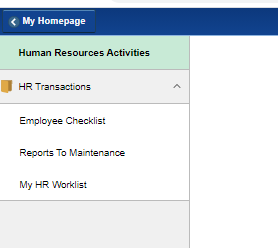 My Homepage
Human Resources Activities
HR Transactions
Employee Checklist
Reports To Maintenance
My HR Worklist